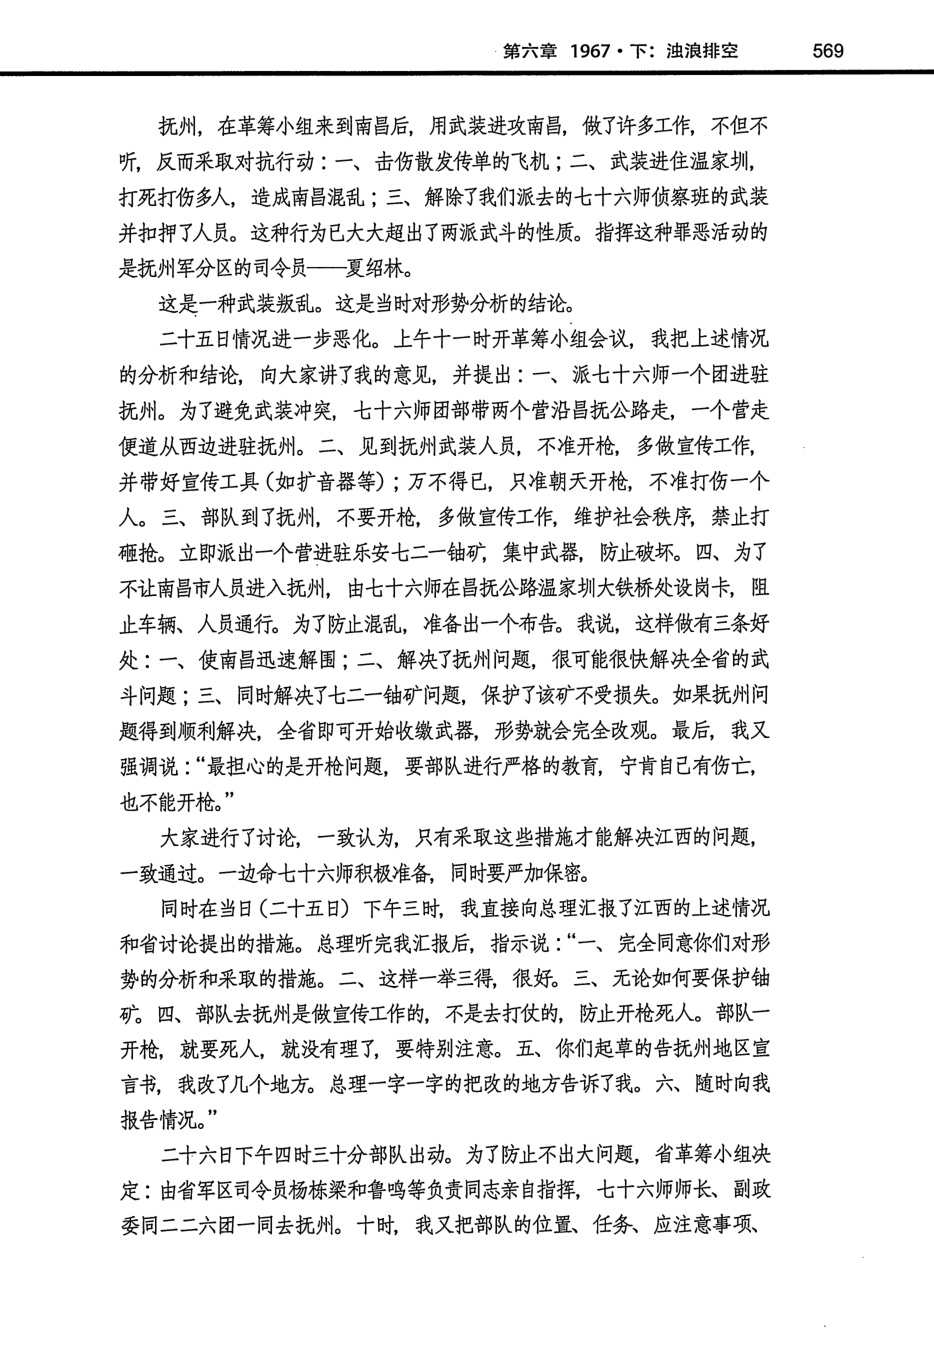 第六章 1967·下：浊浪排空 569
抚州，在革筹小组来到南昌后，用武装进攻南昌，做了许多工作，不但不
听，反而采取对抗行动：一、击伤散发传单的飞机；二、武装进住温家圳，
打死打伤多人，造成南昌混乱；三、解除了我们派去的七十六师侦察班的武装
并扣押了人员。这种行为已大大超出了两派武斗的性质。指挥这种罪恶活动的
是抚州军分区的司令员——夏绍林。
这是一种武装叛乱。这是当时对形势分析的结论。
二十五日情况进一步恶化。上午十一时开革筹小组会议，我把上述情况
的分析和结论，向大家讲了我的意见，并提出：一、派七十六师一个团进驻
抚州。为了避免武装冲突，七十六师团部带两个营沿昌抚公路走，一个营走
便道从西边进驻抚州。二、见到抚州武装人员，不准开枪，多做宣传工作，
并带好宣传工具（如扩音器等）；万不得已，只准朝天开枪，不准打伤一个
人。三、部队到了抚州，不要开枪，多做宣传工作，维护社会秩序，禁止打
砸抢。立即派出一个营进驻乐安七二一铀矿，集中武器，防止破坏。四、为了
不让南昌市人员进入抚州，由七十六师在昌抚公路温家圳大铁桥处设岗卡，阻
止车辆、人员通行。为了防止混乱，准备出一个布告。我说，这样做有三条好
处：一、使南昌迅速解围；二、解决了抚州问题，很可能很快解决全省的武
斗问题；三、同时解决了七二一铀矿问题，保护了该矿不受损失。如果抚州问
题得到顺利解决，全省即可开始收缴武器，形势就会完全改观。最后，我又
强调说：“最担心的是开枪问题，要部队进行严格的教育，宁肯自己有伤亡，
也不能开枪。”
大家进行了讨论，一致认为，只有采取这些措施才能解决江西的问题，
一致通过。一边命七十六师积极准备，同时要严加保密。
同时在当日（二十五日）下午三时，我直接向总理汇报了江西的上述情况
和省讨论提出的措施。总理听完我汇报后，指示说：“一、完全同意你们对形
势的分析和采取的措施。二、这样一举三得，很好。三、无论如何要保护铀
矿。四、部队去抚州是做宣传工作的，不是去打仗的，防止开枪死人。部队一
开枪，就要死人，就没有理了，要特别注意。五、你们起草的告抚州地区宣
言书，我改了几个地方。总理一字一字的把改的地方告诉了我。六、随时向我
报告情况。”
二十六日下午四时三十分部队出动。为了防止不出大问题，省革筹小组决
定：由省军区司令员杨栋梁和鲁鸣等负责同志亲自指挥，七十六师师长、副政
委同二二六团一同去抚州。十时，我又把部队的位置、任务、应注意事项、